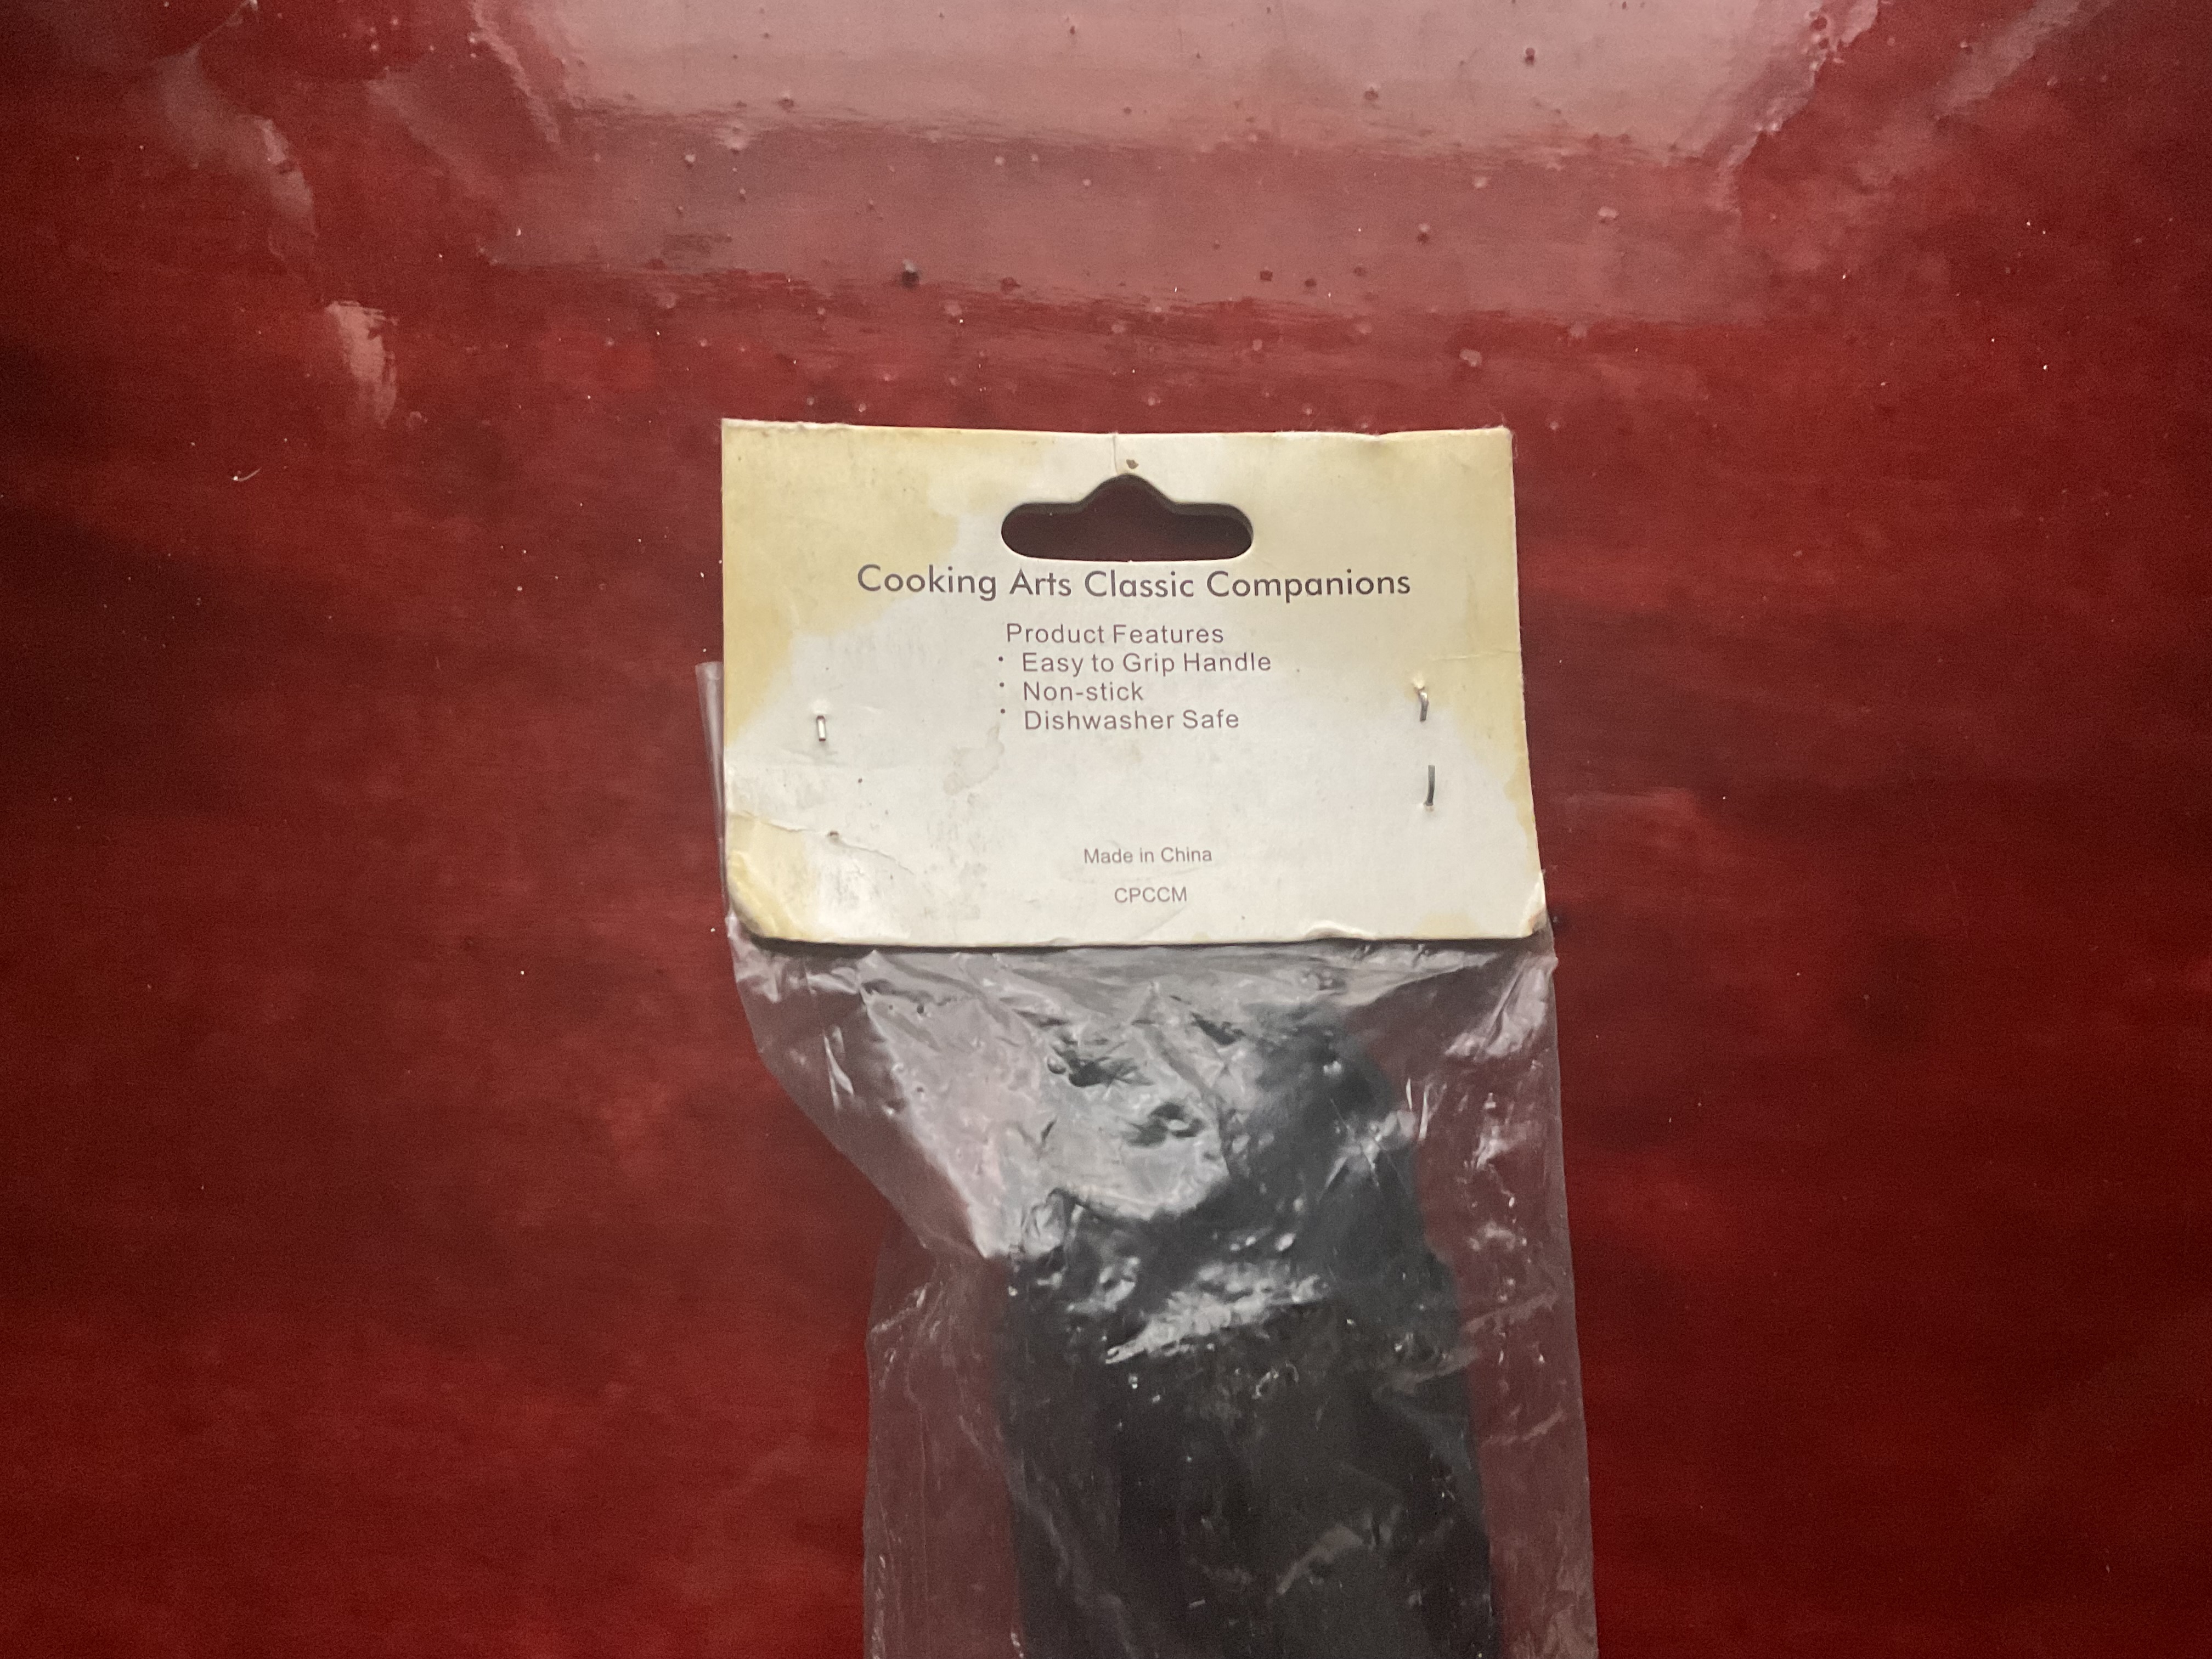 Cooking Arts Classic Companions
Product Features
• Easy to Grip Handle
• Non-stick
• Dishwasher Safe
Made in China
CPCCM